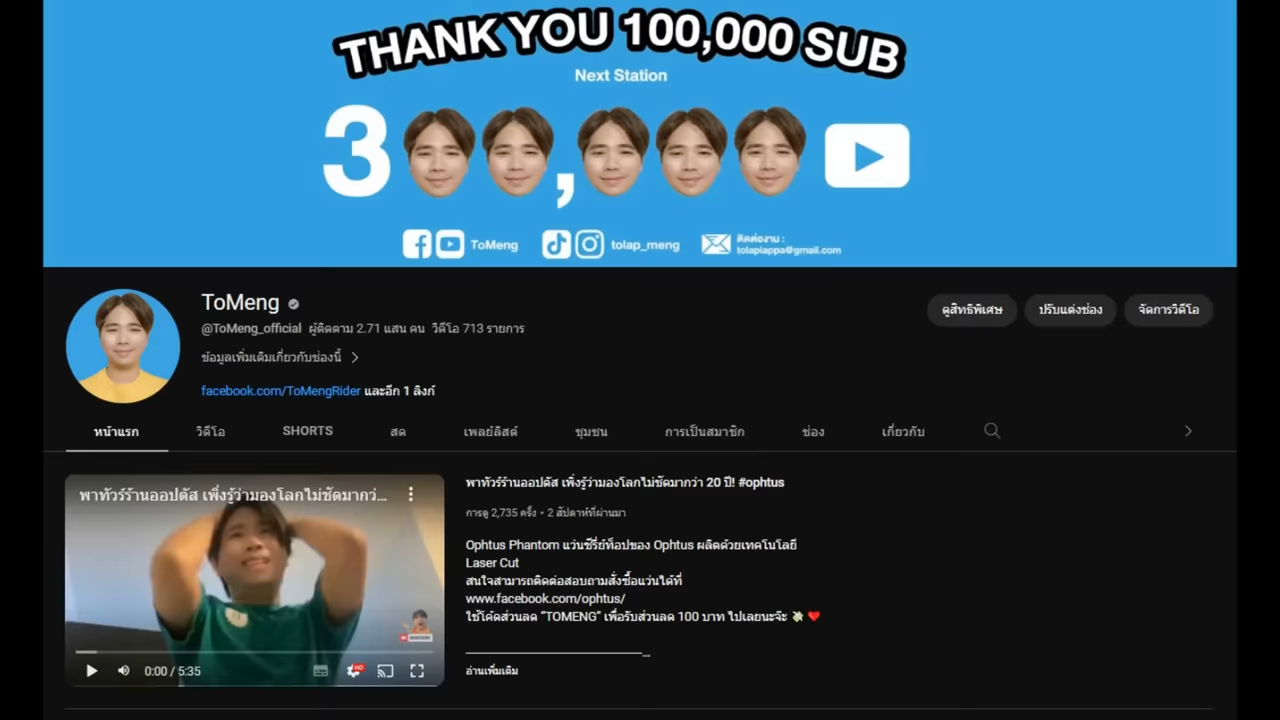 THANK YOU 100,000 SUB
Next Station
3 ,
ToMeng tolap_meng ติดต่องาน :
tolaplappa@gmail.com
ToMeng
@ToMeng_official ผู้ติดตาม 2.71 แสน คน วิดีโอ 713 รายการ
ดูสิทธิพิเศษ ปรับแต่งช่อง จัดการวิดีโอ
ข้อมูลเพิ่มเติมเกี่ยวกับช่องนี้
facebook.com/ToMengRider และอีก 1 ลิงก์
หน้าแรก วิดีโอ SHORTS สด เพลย์ลิสต์ ชุมชน การเป็นสมาชิก ช่อง เกี่ยวกับ
พาทัวร์ร้านออปตัส เพิ่งรู้ว่ามองโลกไม่ชัดมากว่...
0:00 / 5:35
HD
พาทัวร์ร้านออปตัส เพิ่งรู้ว่ามองโลกไม่ชัดมากว่า 20 ปี! #ophtus
การดู 2,735 ครั้ง • 2 สัปดาห์ที่ผ่านมา
Ophtus Phantom แว่นซีรี่ย์ท็อปของ Ophtus ผลิตด้วยเทคโนโลยี
Laser Cut
สนใจสามารถติดต่อสอบถามสั่งซื้อแว่นได้ที่
www.facebook.com/ophtus/
ใช้โค้ดส่วนลด "TOMENG" เพื่อรับส่วนลด 100 บาท ไปเลยนะจ๊ะ 💸 ❤️
______________________________...
อ่านเพิ่มเติม